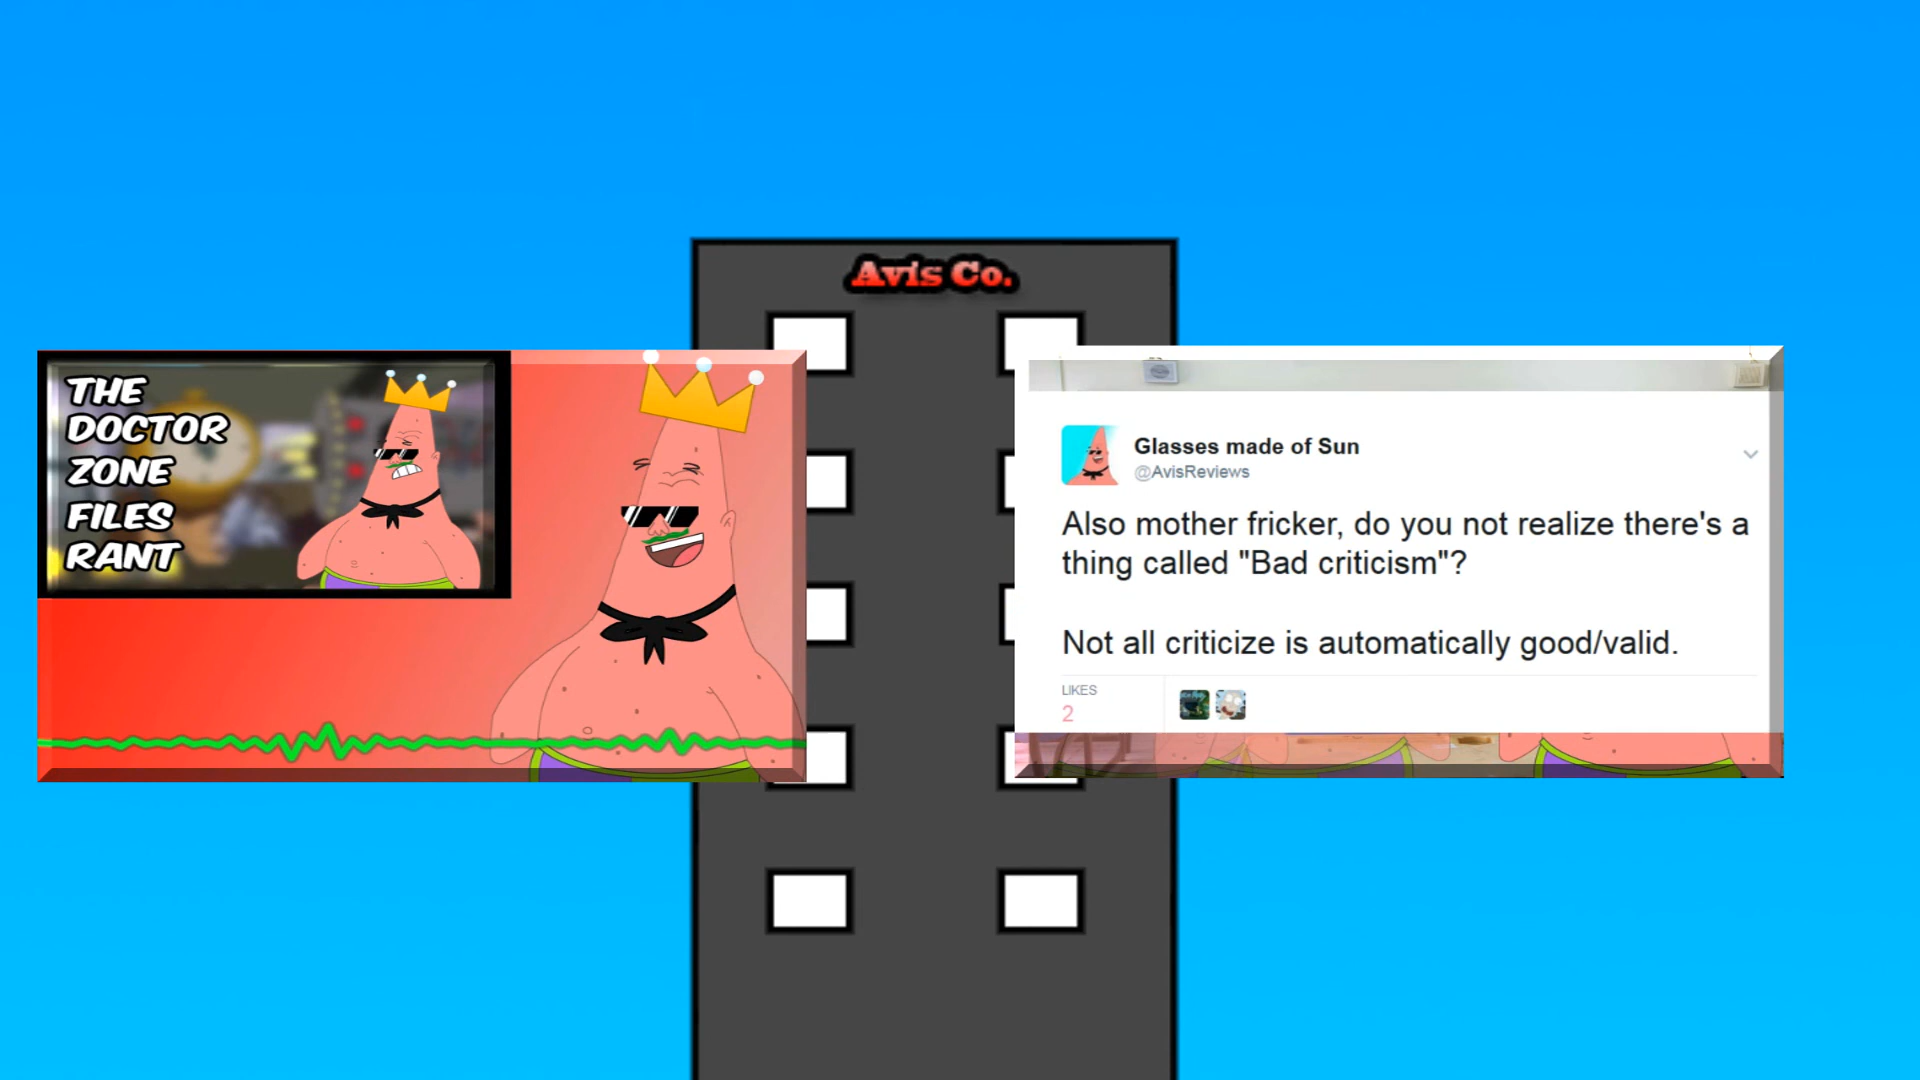 Avis Co.
THE
DOCTOR
ZONE
FILES
RANT
Glasses made of Sun
@AvisReviews
Also mother fricker, do you not realize there's a
thing called "Bad criticism"?
Not all criticize is automatically good/valid.
LIKES
2